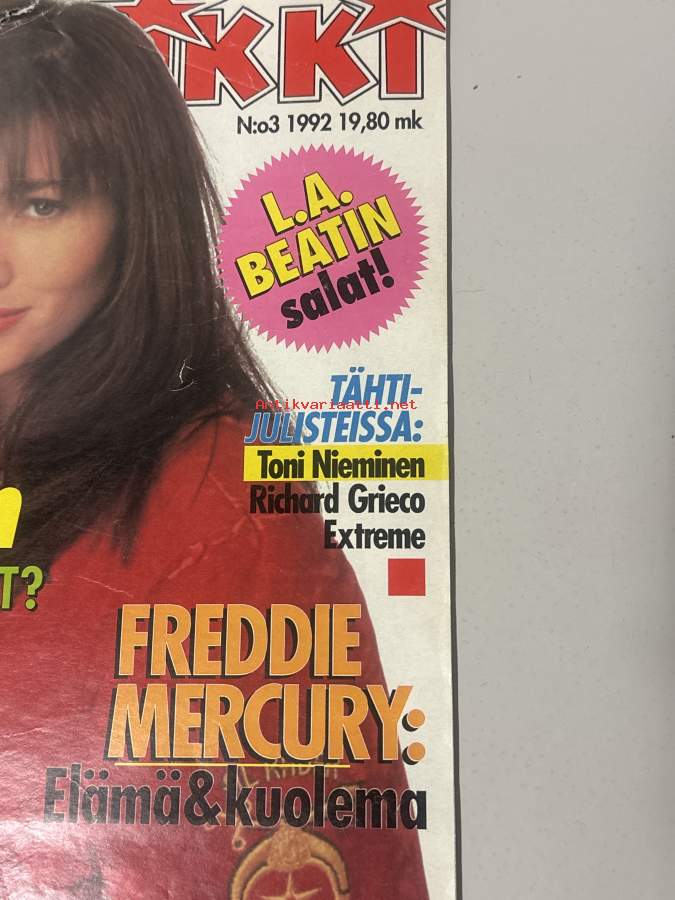 IKKI
N:o3 1992 19,80 mk
L.A.
BEATIN
salat!
TÄHTI-
Antikvariaatti.net
JULISTEISSA:
Toni Nieminen
Richard Grieco
Extreme
T?
FREDDIE
MERCURY:
Elämä&kuolema